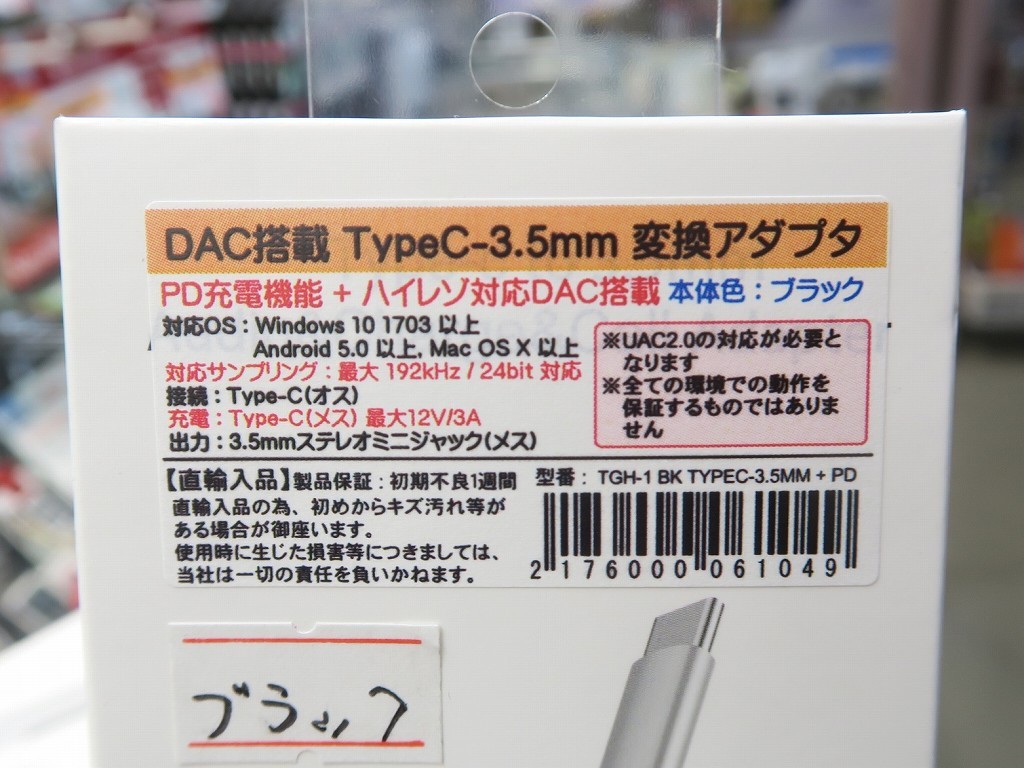 DAC搭載 TypeC-3.5mm 変換アダプタ
PD充電機能 + ハイレゾ対応DAC搭載 本体色：ブラック
対応OS：Windows 10 1703 以上
Android 5.0 以上, Mac OS X 以上
対応サンプリング：最大 192kHz / 24bit 対応
接続：Type-C(オス)
充電：Type-C(メス) 最大12V/3A
出力：3.5mmステレオミニジャック(メス)
※UAC2.0の対応が必要と
なります
※全ての環境での動作を
保証するものではありま
せん
【直輸入品】製品保証：初期不良1週間
直輸入品の為、初めからキズ汚れ等が
ある場合が御座います。
使用時に生じた損害等につきましては、
当社は一切の責任を負いかねます。
型番： TGH-1 BK TYPEC-3.5MM + PD
2 176000 061049
ブラック